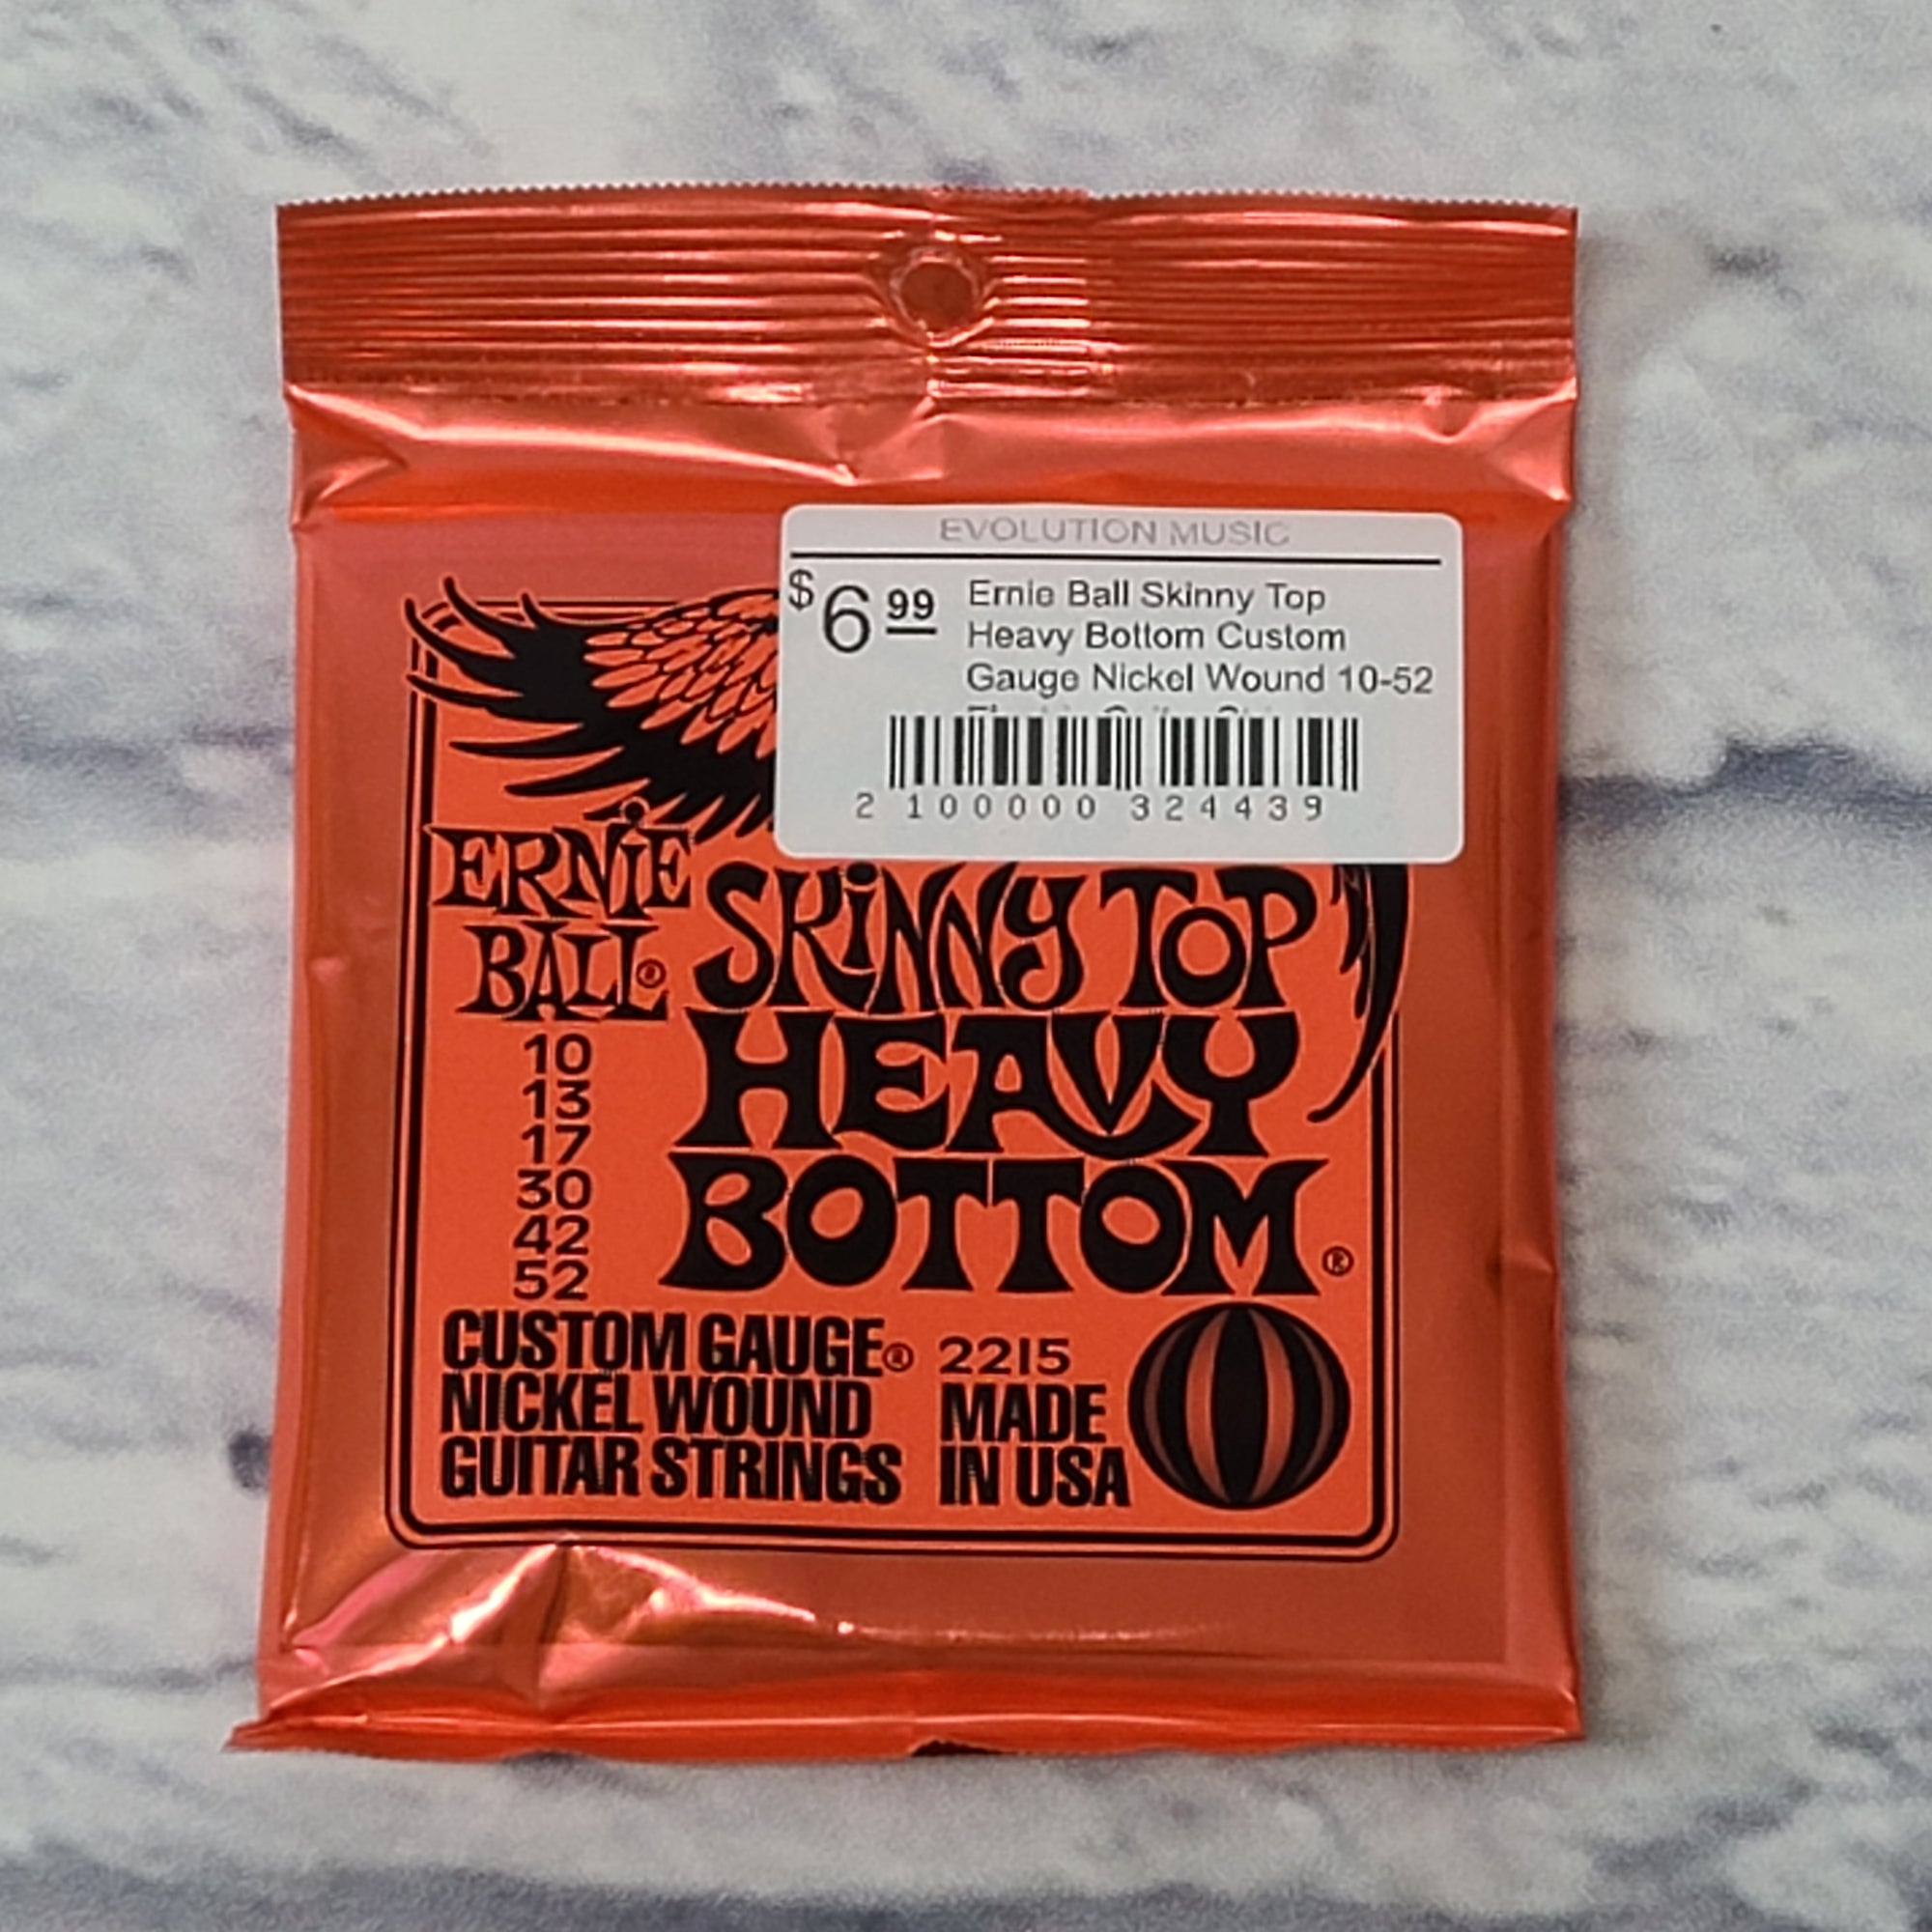 EVOLUTION MUSIC
$6 99
Ernie Ball Skinny Top
Heavy Bottom Custom
Gauge Nickel Wound 10-52
2 100000 324439
ERNiE
BALL®
SKiNNY TOP
HEAVY
BOTTOM®
10
13
17
30
42
52
CUSTOM GAUGE®
NICKEL WOUND
GUITAR STRINGS
2215
MADE
IN USA